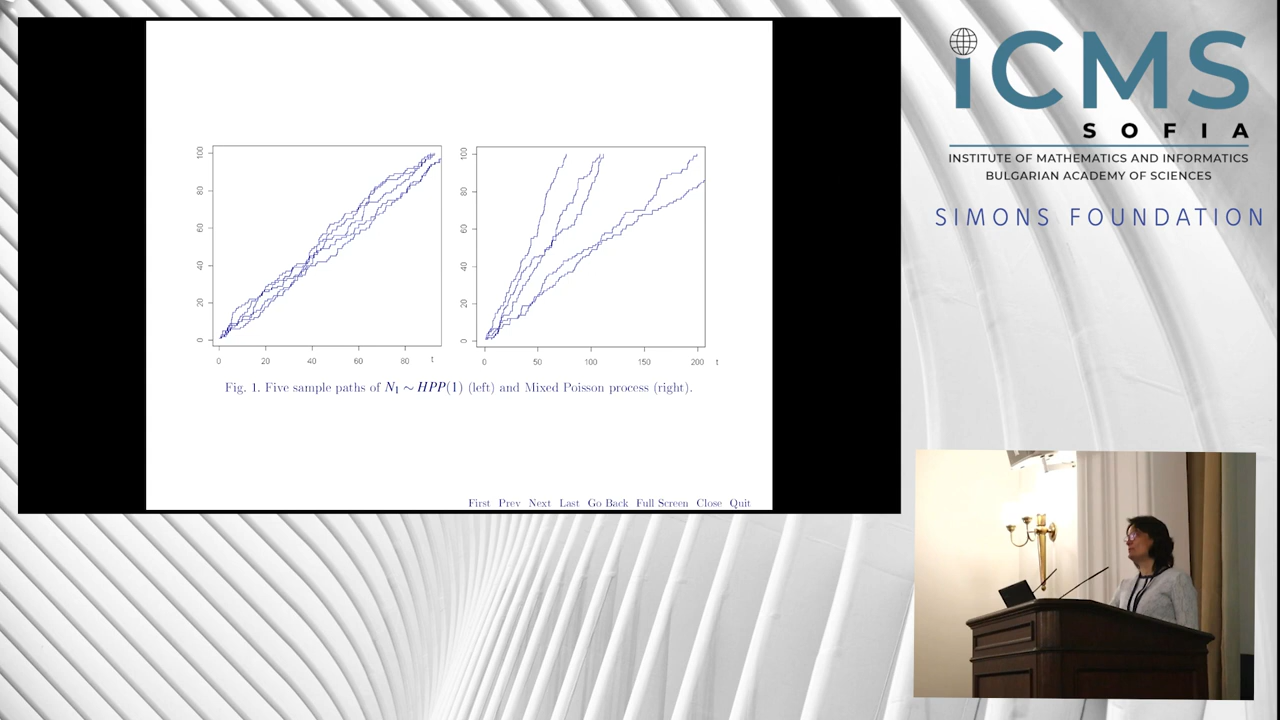 0 20 40 60 80 100
0 20 40 60 80 t
0 20 40 60 80 100
0 50 100 150 200 t
Fig. 1. Five sample paths of N₁ ∼ HPP(1) (left) and Mixed Poisson process (right).
First Prev Next Last Go Back Full Screen Close Quit
iCMS
SOFIA
INSTITUTE OF MATHEMATICS AND INFORMATICS
BULGARIAN ACADEMY OF SCIENCES
SIMONS FOUNDATION